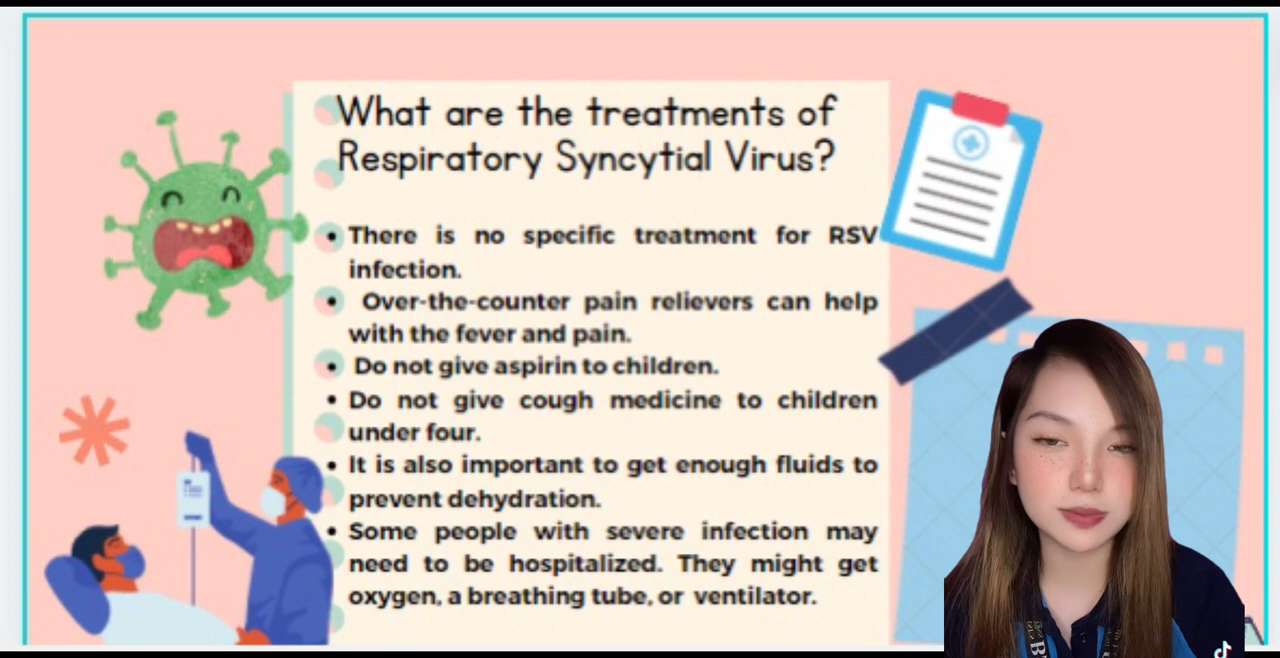 What are the treatments of
Respiratory Syncytial Virus?
• There is no specific treatment for RSV
infection.
• Over-the-counter pain relievers can help
with the fever and pain.
• Do not give aspirin to children.
• Do not give cough medicine to children
under four.
• It is also important to get enough fluids to
prevent dehydration.
• Some people with severe infection may
need to be hospitalized. They might get
oxygen, a breathing tube, or ventilator.